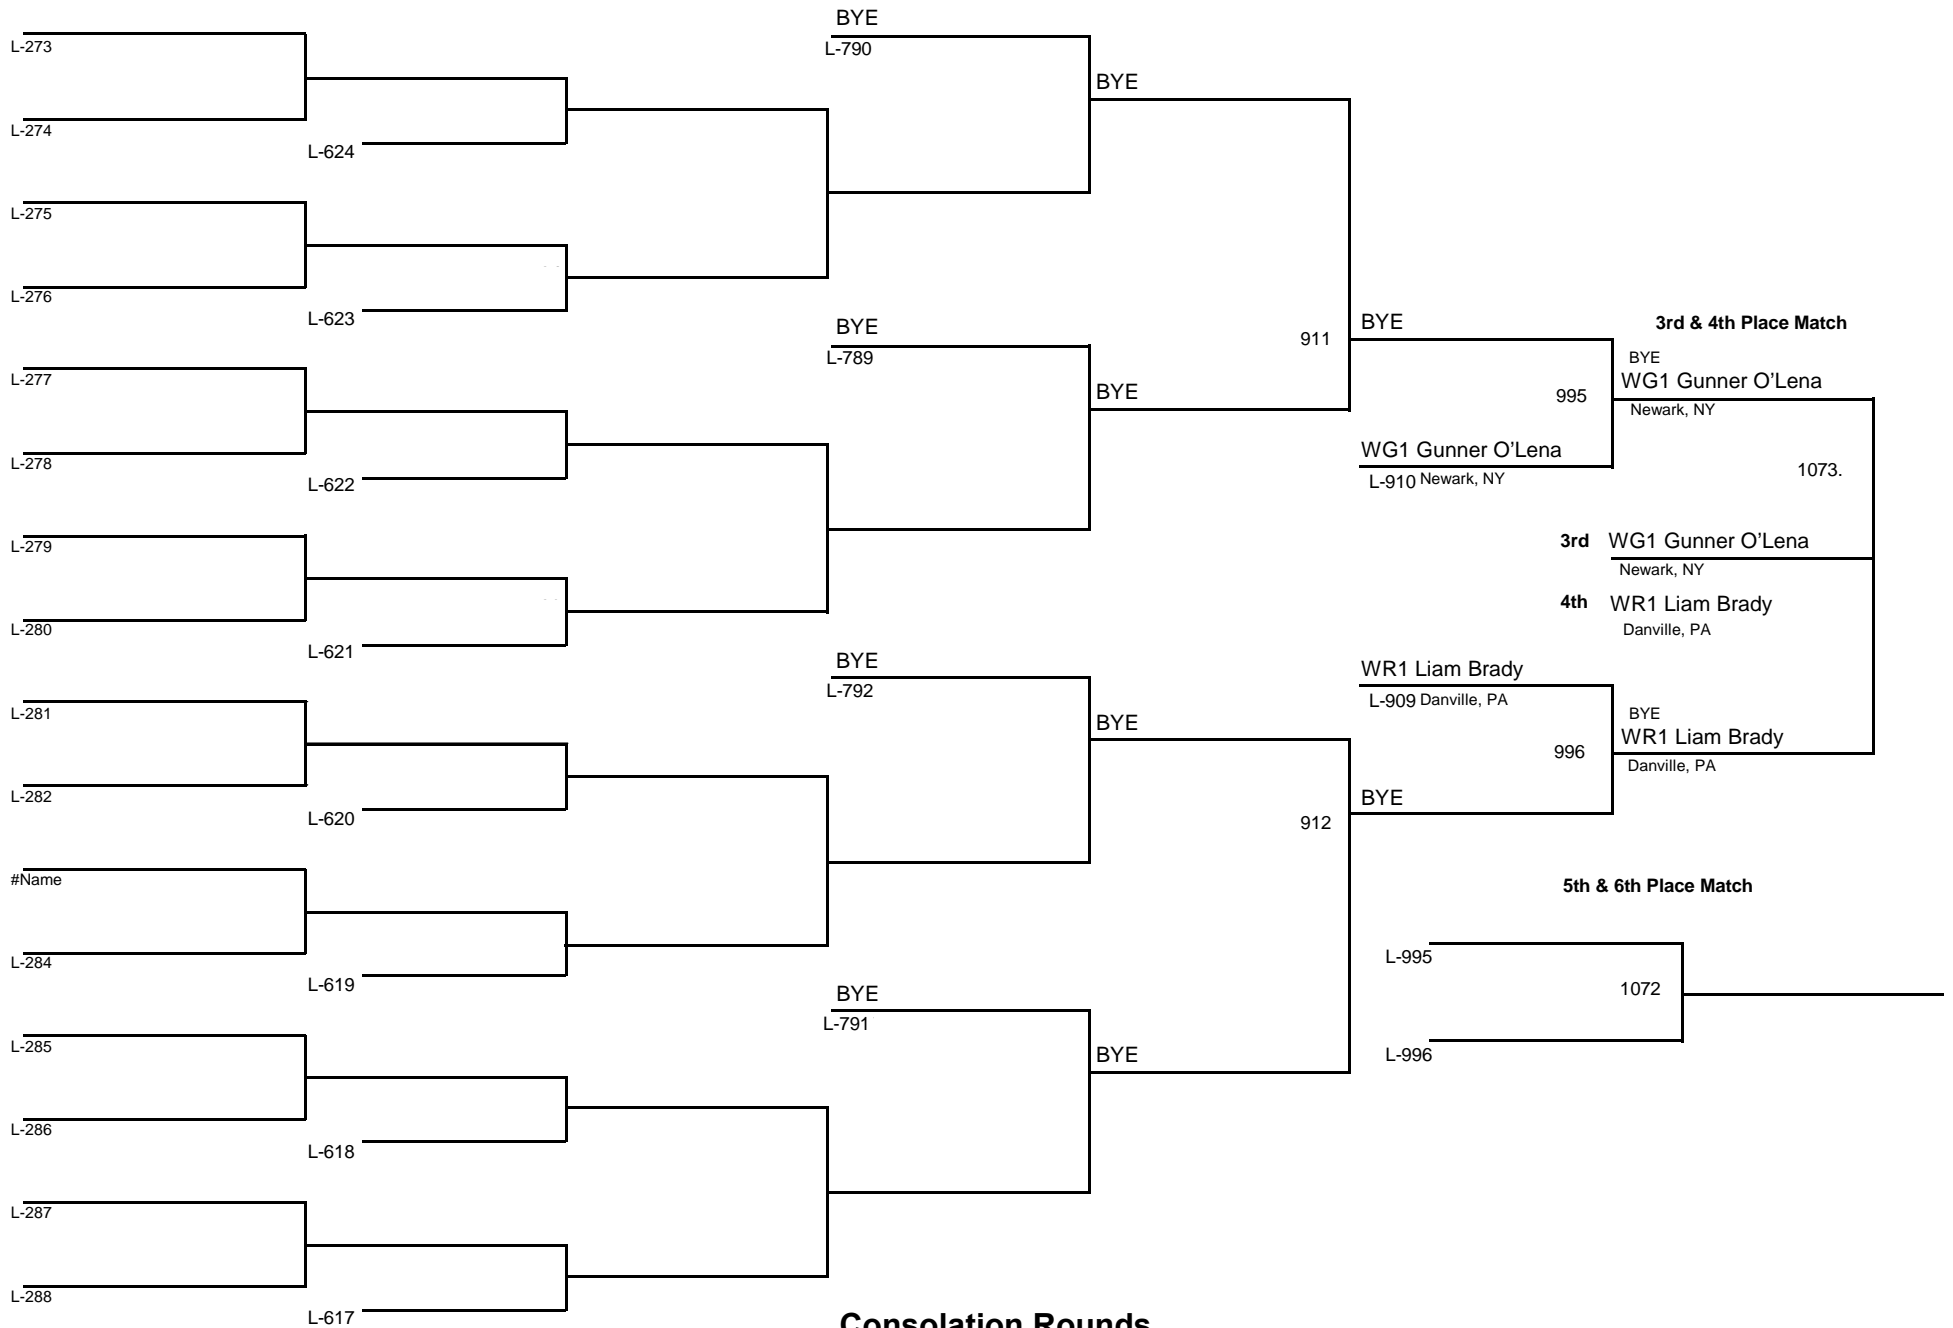 L-273
L-274
L-275
L-276
L-277
L-278
L-279
L-280
L-281
L-282
#Name
L-284
L-285
L-286
L-287
L-288
L-624
L-623
L-622
L-621
L-620
L-619
L-618
L-617
BYE
L-790
BYE
L-789
BYE
L-792
BYE
L-791
BYE
BYE
BYE
BYE
911
912
BYE
995
WG1 Gunner O'Lena
L-910 Newark, NY
WR1 Liam Brady
L-909 Danville, PA
996
BYE
3rd & 4th Place Match
BYE
WG1 Gunner O'Lena
Newark, NY
1073.
3rd WG1 Gunner O'Lena
Newark, NY
4th WR1 Liam Brady
Danville, PA
BYE
WR1 Liam Brady
Danville, PA
5th & 6th Place Match
L-995
1072
L-996
Consolation Rounds